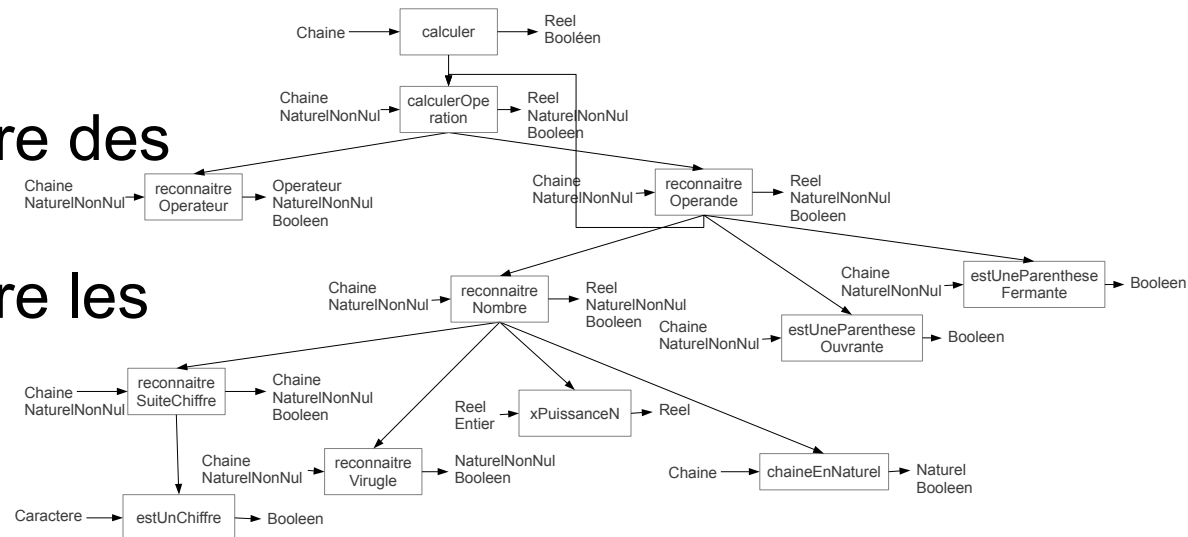 Chaine
calculer
Reel
Booléen
Chaine
NaturelNonNul
calculerOpe
ration
Reel
NaturelNonNul
Booleen
re des
Chaine
NaturelNonNul
reconnaitre
Operateur
Operateur
NaturelNonNul
Booleen
Chaine
NaturelNonNul
reconnaitre
Operande
Reel
NaturelNonNul
Booleen
re les
Chaine
NaturelNonNul
reconnaitre
Nombre
Reel
NaturelNonNul
Booleen
Chaine
NaturelNonNul
estUneParenthese
Fermante
Booleen
Chaine
NaturelNonNul
estUneParenthese
Ouvrante
Booleen
Chaine
NaturelNonNul
reconnaitre
SuiteChiffre
Chaine
NaturelNonNul
Booleen
Reel
Entier
xPuissanceN
Reel
Chaine
NaturelNonNul
reconnaitre
Virugle
NaturelNonNul
Booleen
Chaine
chaineEnNaturel
Naturel
Booleen
Caractere
estUnChiffre
Booleen